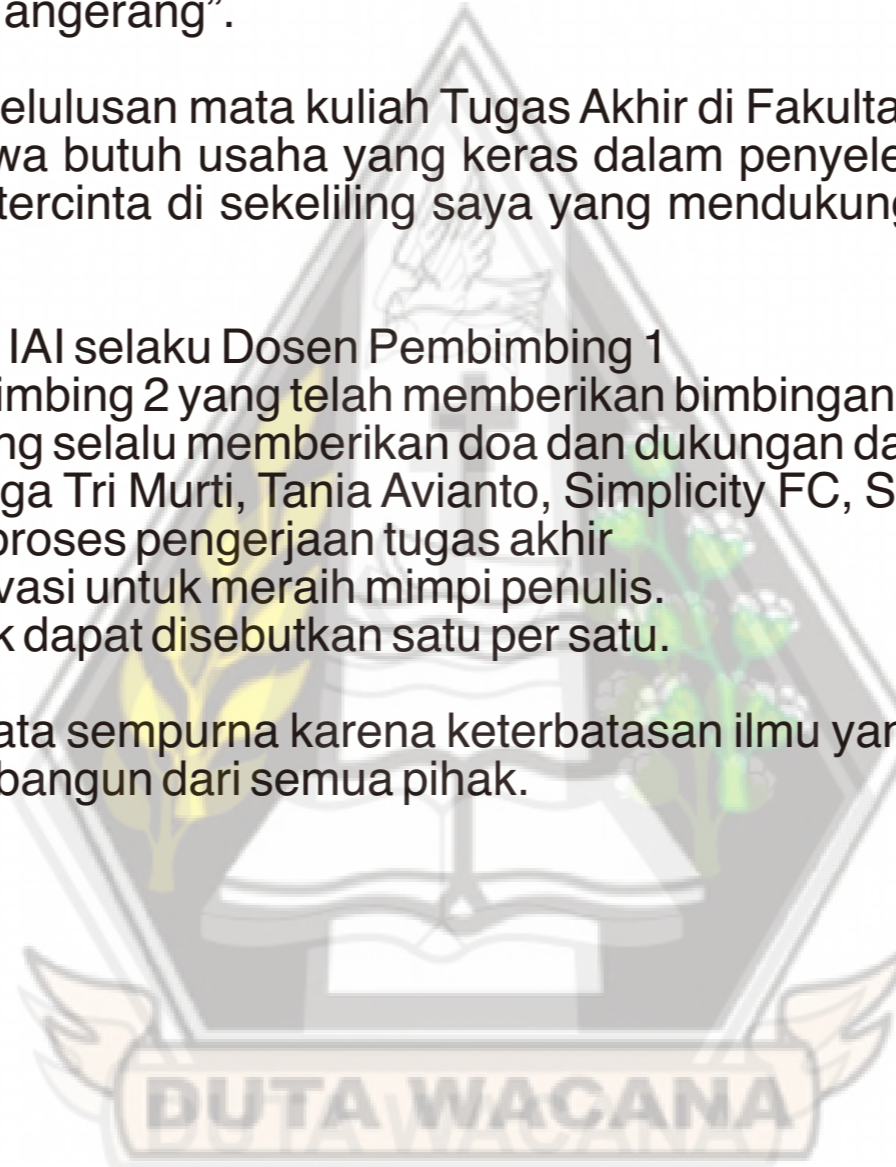 angerang”.
elulusan mata kuliah Tugas Akhir di Fakulta
wa butuh usaha yang keras dalam penyele
tercinta di sekeliling saya yang mendukung
IAI selaku Dosen Pembimbing 1
imbing 2 yang telah memberikan bimbingan
ng selalu memberikan doa dan dukungan da
ga Tri Murti, Tania Avianto, Simplicity FC, S
proses pengerjaan tugas akhir
vasi untuk meraih mimpi penulis.
k dapat disebutkan satu per satu.
ata sempurna karena keterbatasan ilmu yan
bangun dari semua pihak.
DUTA WACANA